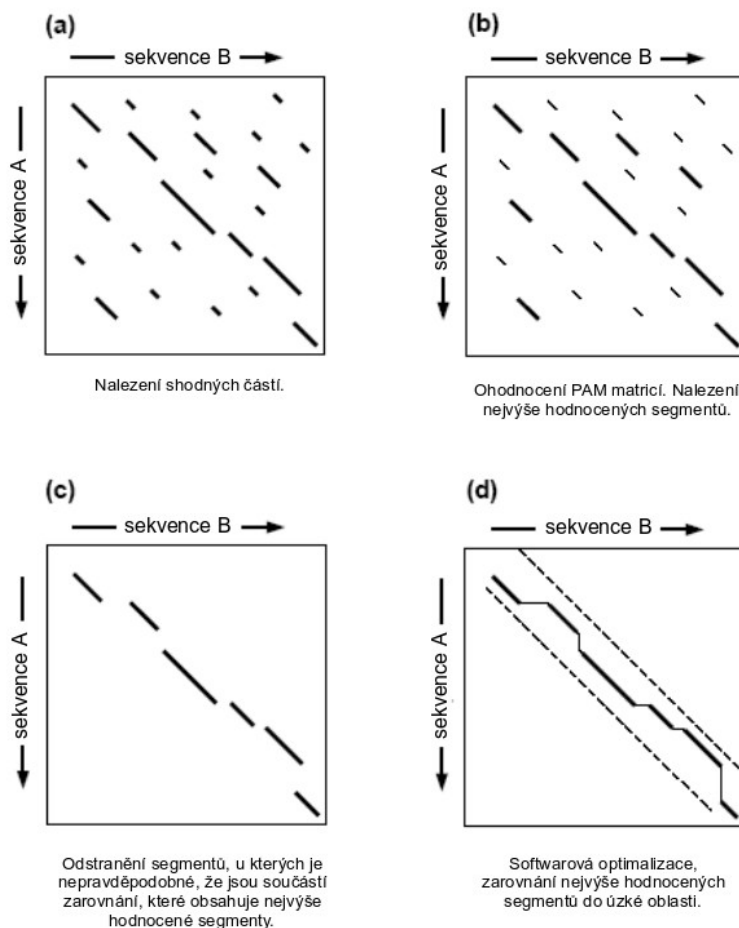 (a)
sekvence B
sekvence A
Nalezení shodných částí.
(b)
sekvence B
sekvence A
Ohodnocení PAM matricí. Nalezení
nejvýše hodnocených segmentů.
(c)
sekvence B
sekvence A
Odstranění segmentů, u kterých je
nepravděpodobné, že jsou součástí
zarovnání, které obsahuje nejvýše
hodnocené segmenty.
(d)
sekvence B
sekvence A
Softwarová optimalizace,
zarovnání nejvýše hodnocených
segmentů do úzké oblasti.